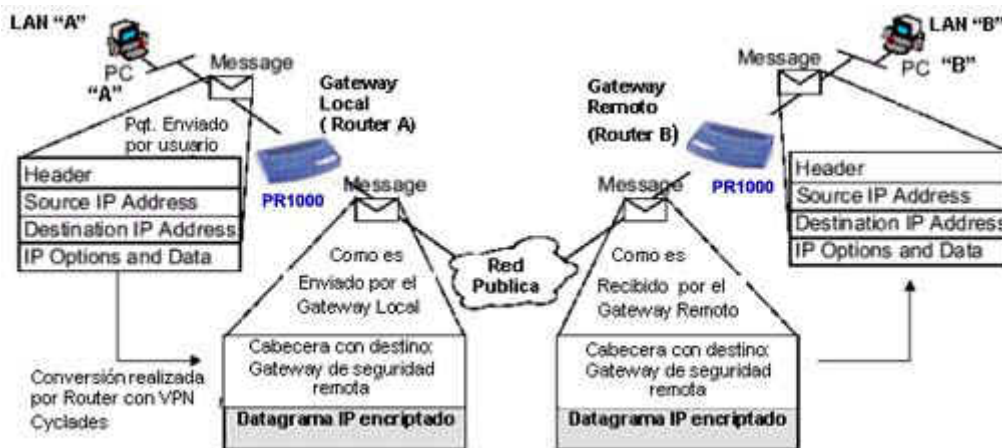 LAN “A”
PC
“A”
Message
Pqt. Enviado
por usuario
Header
Source IP Address
Destination IP Address
IP Options and Data
Gateway
Local
( Router A)
PR1000
Message
Como es
Enviado por el
Gateway Local
Cabecera con destino:
Gateway de seguridad
remota
Datagrama IP encriptado
Conversión realizada
por Router con VPN
Cyclades
Red
Publica
Gateway
Remoto
(Router B)
PR1000
Message
Como es
Recibido por el
Gateway Remoto
Cabecera con destino:
Gateway de seguridad
remota
Datagrama IP encriptado
LAN “B”
PC “B”
Message
Header
Source IP Address
Destination IP Address
IP Options and Data